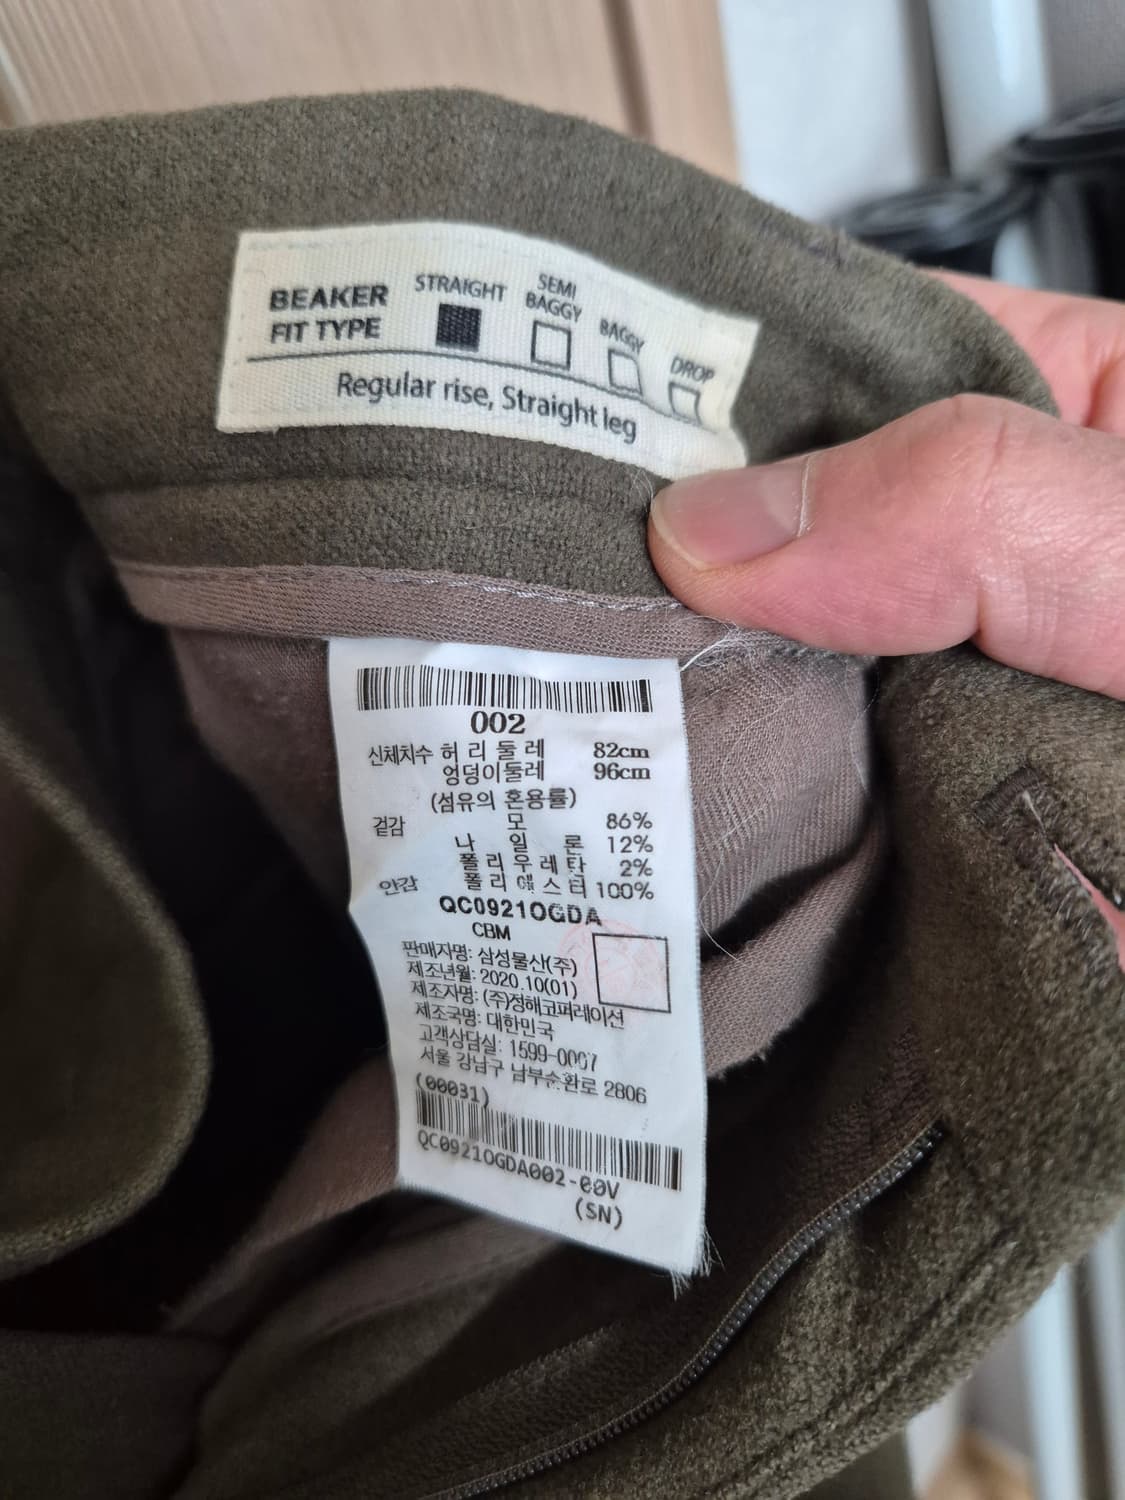 BEAKER
FIT TYPE
STRAIGHT
SEMI
BAGGY
BAGGY
DROP
Regular rise, Straight leg
002
신체치수 허 리 둘 레 82cm
엉덩이둘레 96cm
(섬유의 혼용률)
겉감 모 86%
나 일 론 12%
폴 리 우 레 탄 2%
안감 폴 리 에 스 터 100%
QC0921OGDA
CBM
판매자명: 삼성물산(주)
제조년월: 2020.10(01)
제조자명: (주)정해코퍼레이션
제조국명: 대한민국
고객상담실: 1599-0007
서울 강남구 남부순환로 2806
(00031)
QC0921OGDA002-00V
(SN)